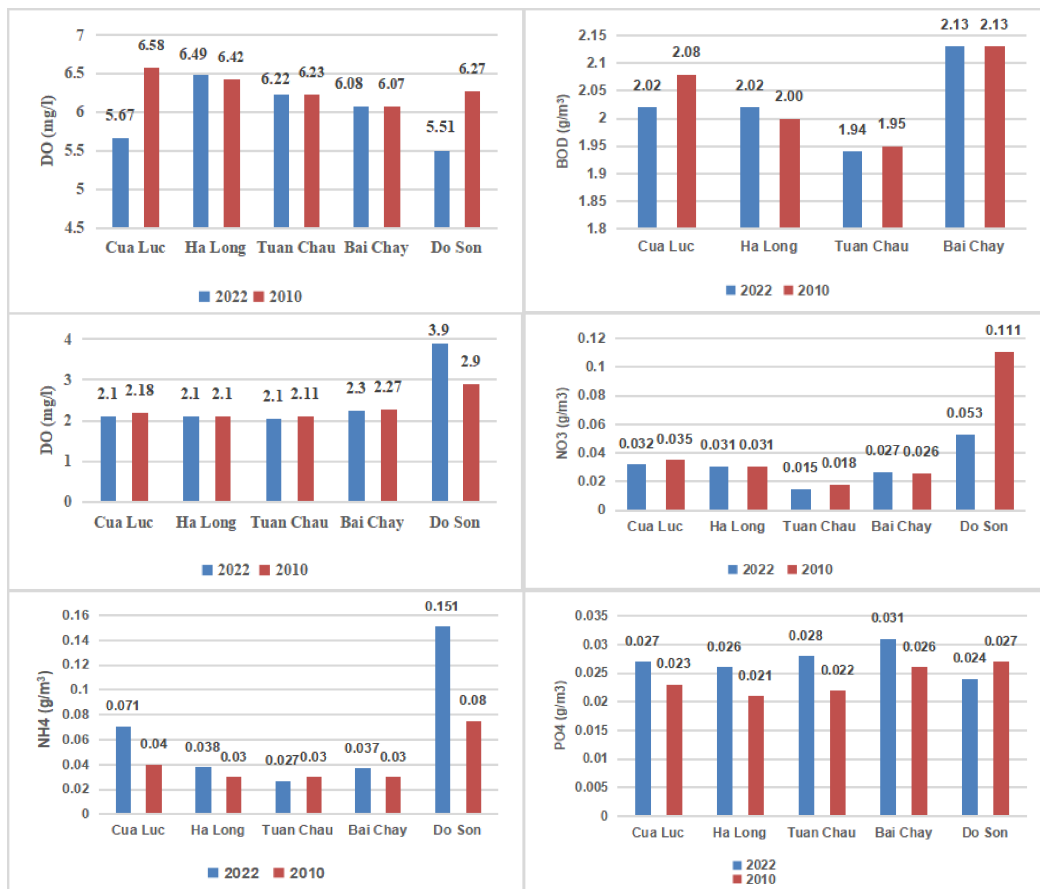 DO (mg/l)
7
6.5
6
5.5
5
4.5
5.67 6.58 6.49 6.42 6.22 6.23 6.08 6.07 5.51 6.27
Cua Luc Ha Long Tuan Chau Bai Chay Do Son
2022 2010
BOD (g/m³)
2.15
2.1
2.05
2
1.95
1.9
1.85
1.8
2.02 2.08 2.02 2.00 1.94 1.95 2.13 2.13
Cua Luc Ha Long Tuan Chau Bai Chay
2022 2010
DO (mg/l)
4
3
2
1
0
2.1 2.18 2.1 2.1 2.1 2.11 2.3 2.27 3.9 2.9
Cua Luc Ha Long Tuan Chau Bai Chay Do Son
2022 2010
NO3 (g/m3)
0.12
0.1
0.08
0.06
0.04
0.02
0
0.032 0.035 0.031 0.031 0.015 0.018 0.027 0.026 0.053 0.111
Cua Luc Ha Long Tuan Chau Bai Chay Do Son
2022 2010
NH4 (g/m³)
0.16
0.14
0.12
0.1
0.08
0.06
0.04
0.02
0
0.071 0.04 0.038 0.03 0.027 0.03 0.037 0.03 0.151 0.08
Cua Luc Ha Long Tuan Chau Bai Chay Do Son
2022 2010
PO4 (g/m3)
0.035
0.03
0.025
0.02
0.015
0.01
0.005
0
0.027 0.023 0.026 0.021 0.028 0.022 0.031 0.026 0.024 0.027
Cua Luc Ha Long Tuan Chau Bai Chay Do Son
2022
2010